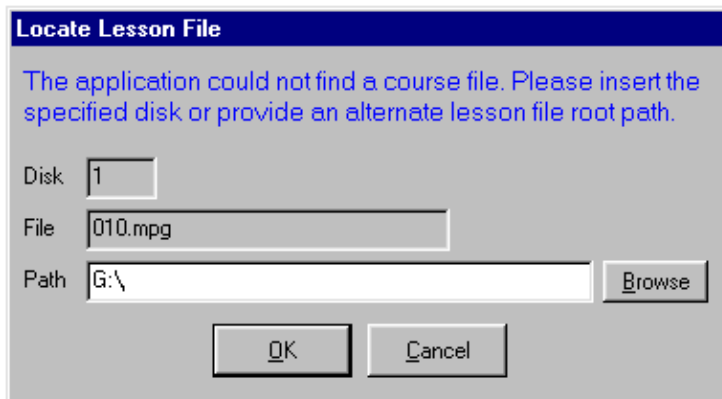 Locate Lesson File
The application could not find a course file. Please insert the
specified disk or provide an alternate lesson file root path.
Disk 1
File 010.mpg
Path G:\ Browse
OK Cancel